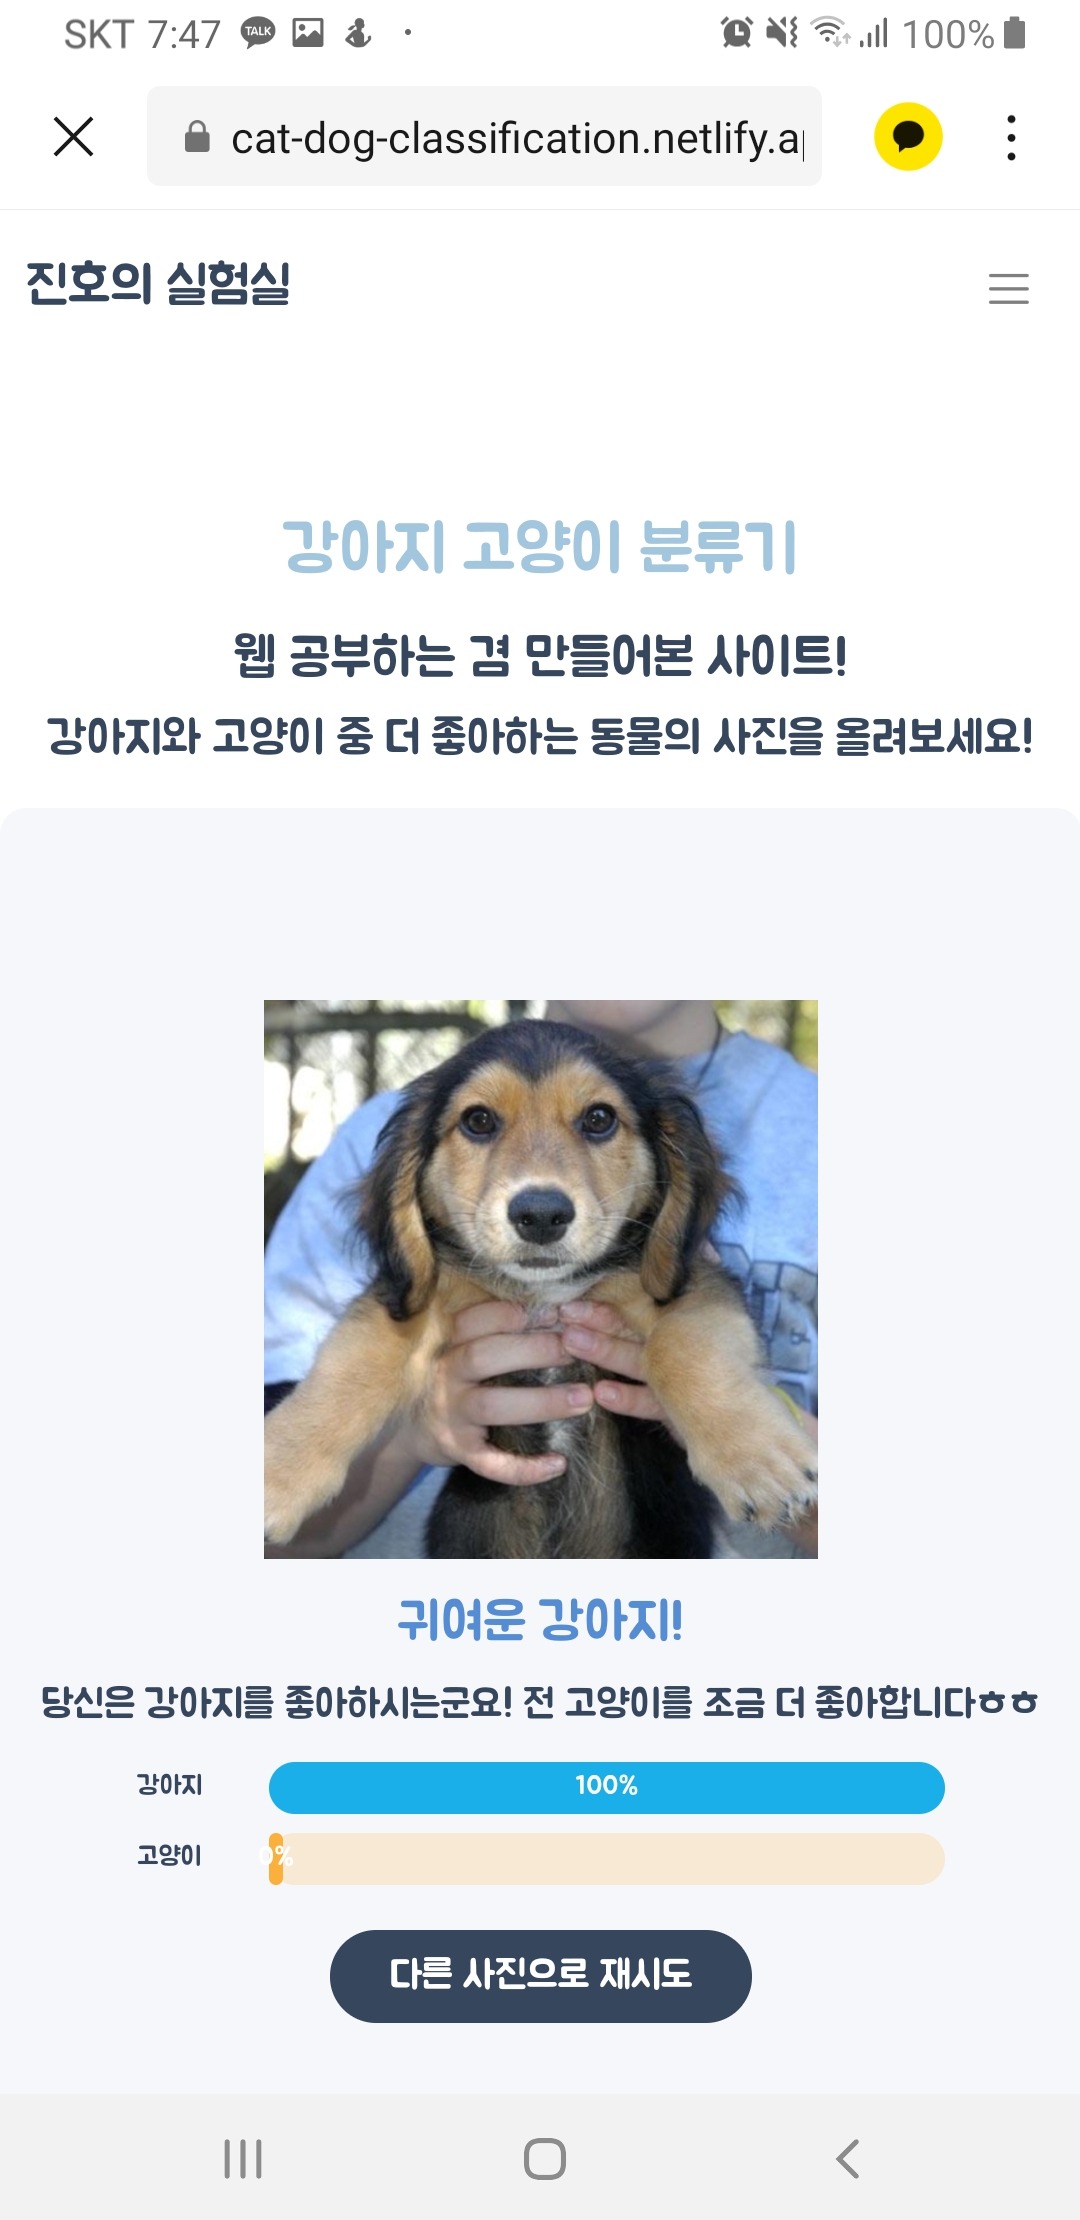 SKT 7:47 TALK 100%
cat-dog-classification.netlify.a
진호의 실험실
강아지 고양이 분류기
웹 공부하는 겸 만들어본 사이트!
강아지와 고양이 중 더 좋아하는 동물의 사진을 올려보세요!
귀여운 강아지!
당신은 강아지를 좋아하시는군요! 전 고양이를 조금 더 좋아합니다ㅎㅎ
강아지 100%
고양이 0%
다른 사진으로 재시도